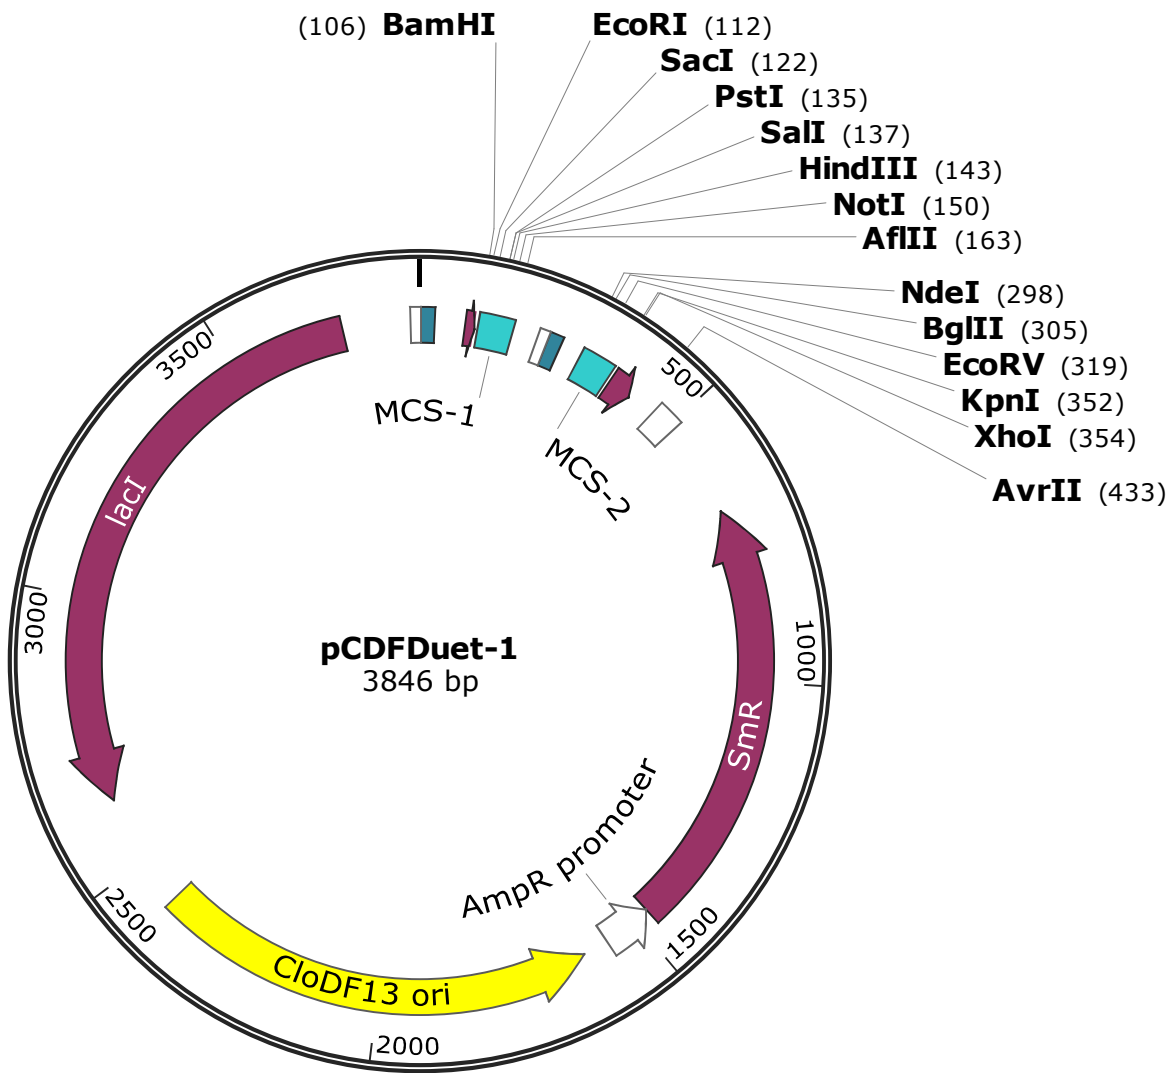 (106) BamHI
EcoRI (112)
SacI (122)
PstI (135)
SalI (137)
HindIII (143)
NotI (150)
AflII (163)
NdeI (298)
BglII (305)
EcoRV (319)
KpnI (352)
XhoI (354)
AvrII (433)
500
1000
1500
2000
2500
3000
3500
MCS-1
MCS-2
lacI
SmR
AmpR promoter
CloDF13 ori
pCDFDuet-1
3846 bp